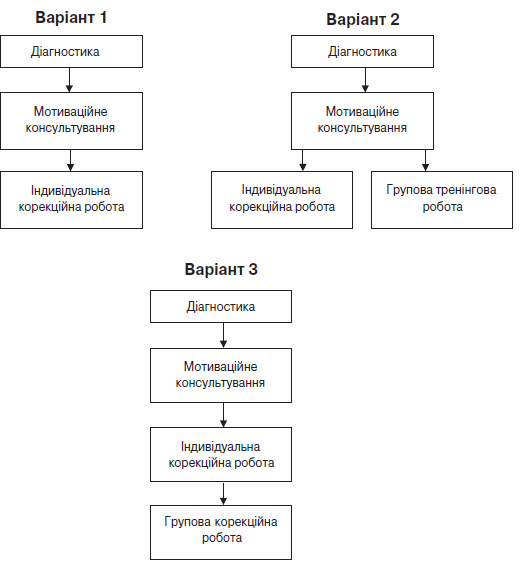 Варіант 1
Діагностика
Мотиваційне
консультування
Індивідуальна
корекційна робота
Варіант 2
Діагностика
Мотиваційне
консультування
Індивідуальна
корекційна робота
Групова тренінгова
робота
Варіант 3
Діагностика
Мотиваційне
консультування
Індивідуальна
корекційна робота
Групова корекційна
робота